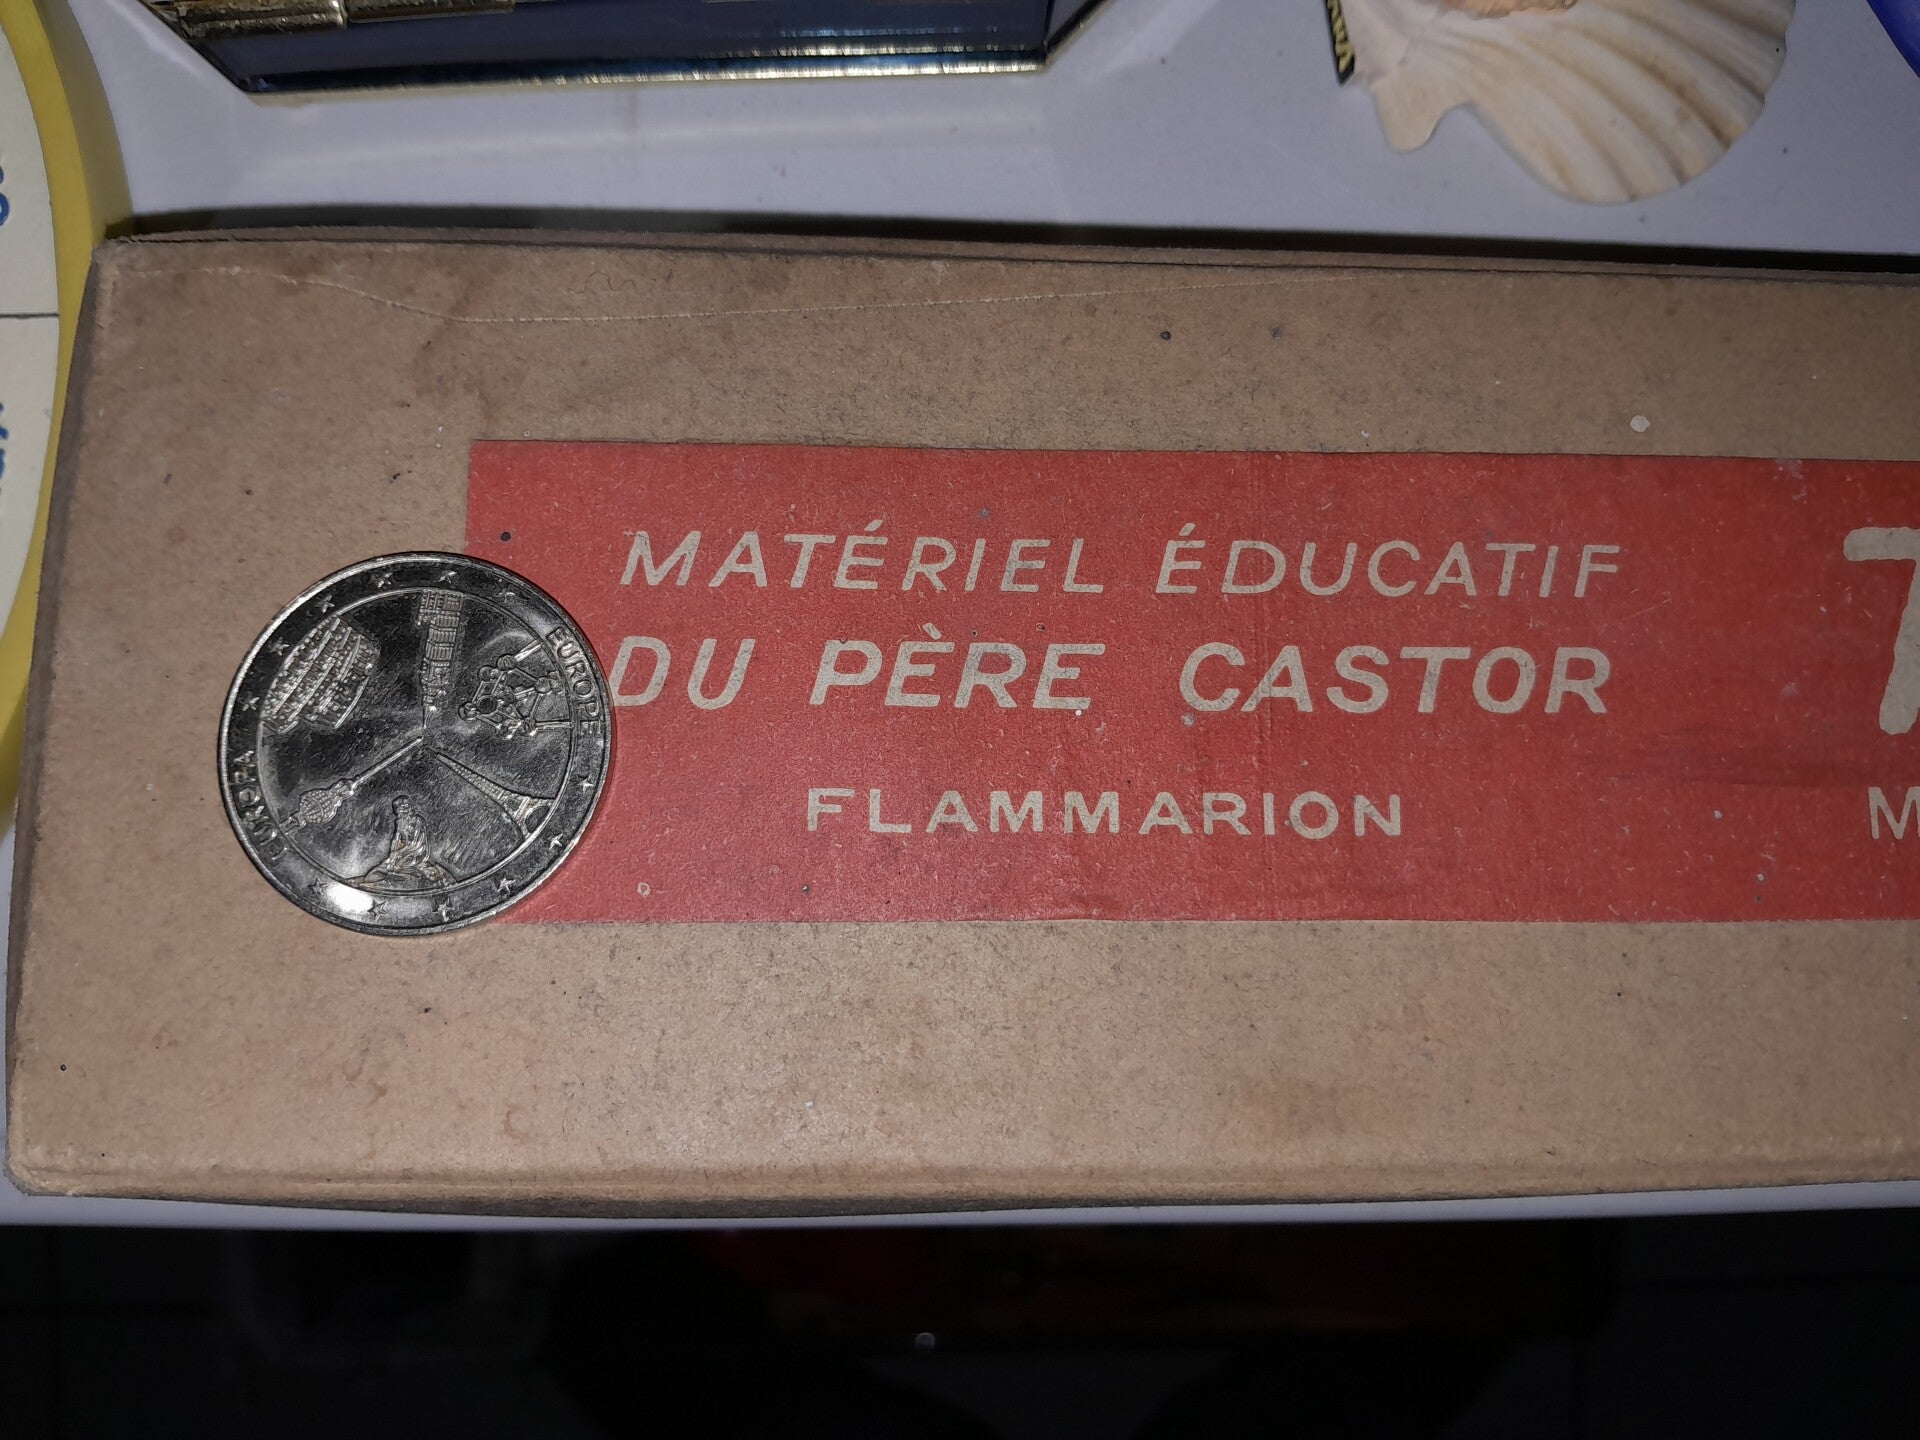 MATÉRIEL ÉDUCATIF
DU PÈRE CASTOR
FLAMMARION
EUROPE
EUROPA